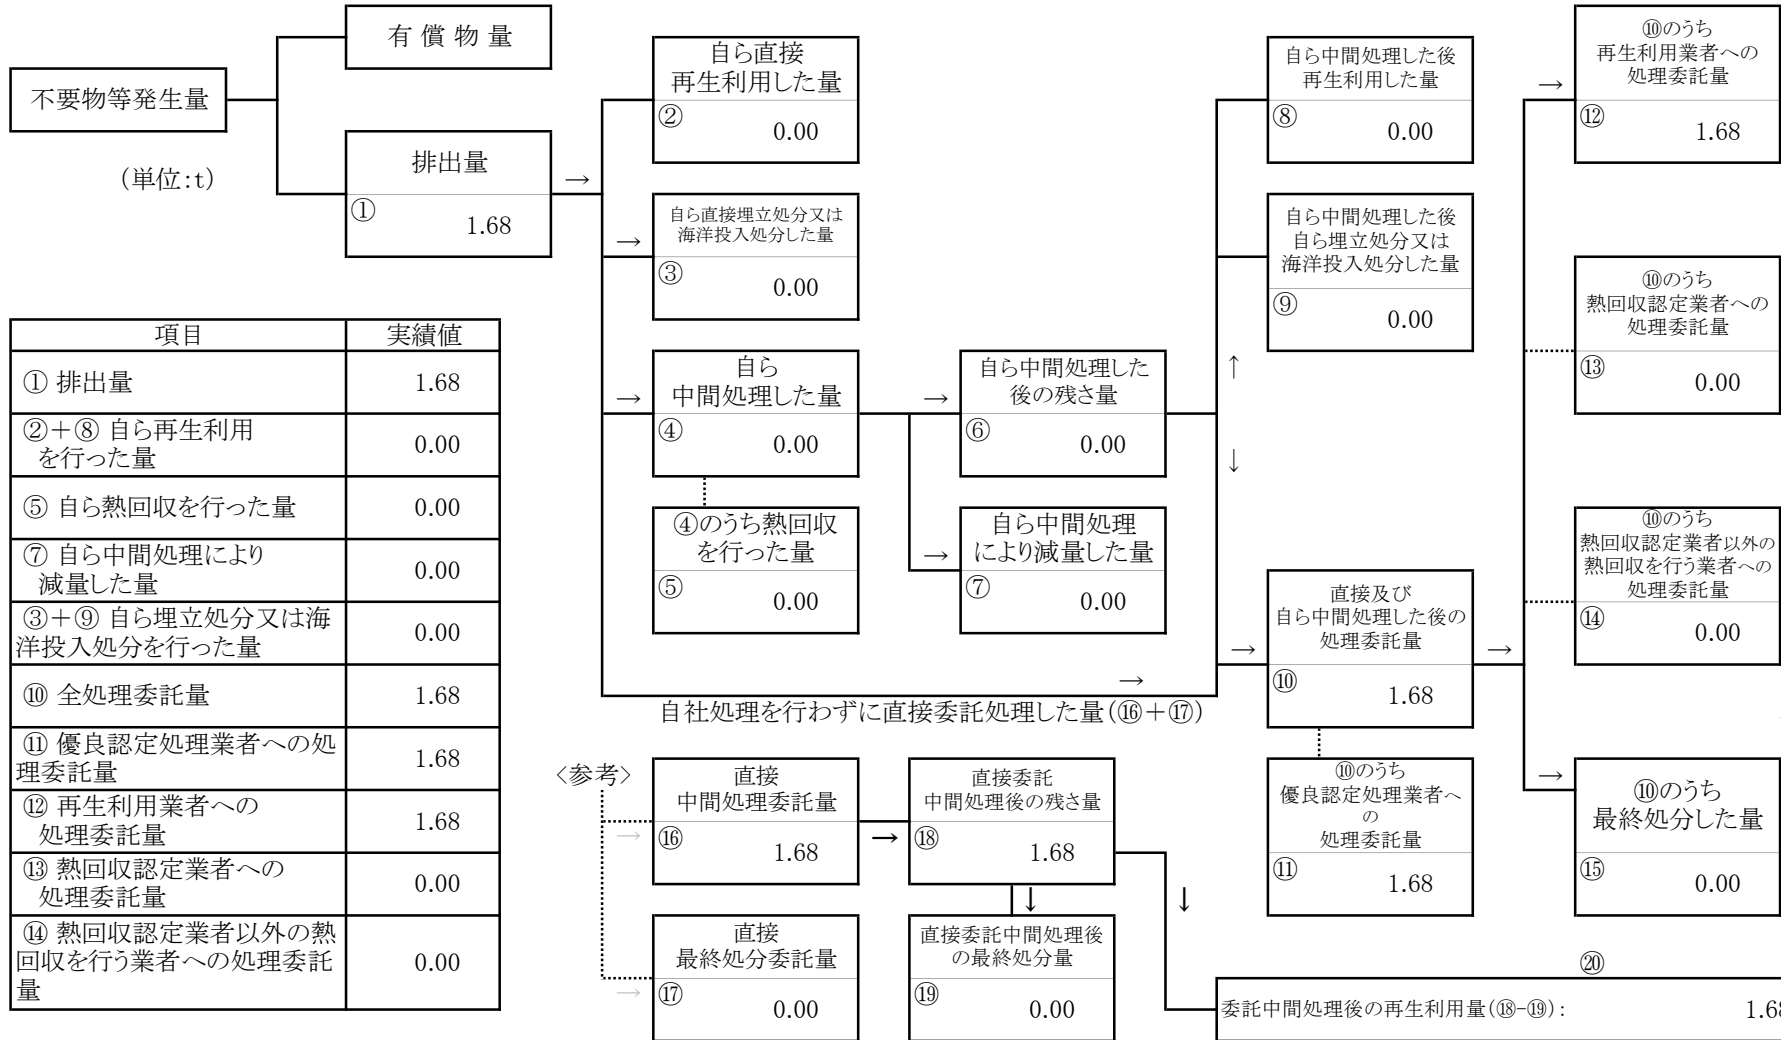 有 償 物 量
不要物等発生量
(単位:t)
排出量
→
①
1.68
自ら直接
再生利用した量
②
0.00
→
自ら直接埋立処分又は
海洋投入処分した量
③
0.00
→
自ら
中間処理した量
④
0.00
④のうち熱回収
を行った量
⑤
0.00
→
自ら中間処理した
後の残さ量
⑥
0.00
→
自ら中間処理
により減量した量
⑦
0.00
自ら中間処理した後
再生利用した量
⑧
0.00
自ら中間処理した後
自ら埋立処分又は
海洋投入処分した量
⑨
0.00
↑
↓
→
直接及び
自ら中間処理した後の
処理委託量
⑩
1.68
→
自社処理を行わずに直接委託処理した量(⑯+⑰)
⑩のうち
優良認定処理業者へ
の
処理委託量
⑪
1.68
→
→
⑩のうち
再生利用業者への
処理委託量
⑫
1.68
⑩のうち
熱回収認定業者への
処理委託量
⑬
0.00
⑩のうち
熱回収認定業者以外の
熱回収を行う業者への
処理委託量
⑭
0.00
→
⑩のうち
最終処分した量
⑮
0.00
項目 実績値
① 排出量 1.68
②+⑧ 自ら再生利用
を行った量 0.00
⑤ 自ら熱回収を行った量 0.00
⑦ 自ら中間処理により
減量した量 0.00
③+⑨ 自ら埋立処分又は海
洋投入処分を行った量 0.00
⑩ 全処理委託量 1.68
⑪ 優良認定処理業者への処
理委託量 1.68
⑫ 再生利用業者への
処理委託量 1.68
⑬ 熱回収認定業者への
処理委託量 0.00
⑭ 熱回収認定業者以外の熱
回収を行う業者への処理委託
量 0.00
<参考>
→
直接
中間処理委託量
⑯
1.68
→
直接委託
中間処理後の残さ量
⑱
1.68
↓
↓
→
直接
最終処分委託量
⑰
0.00
直接委託中間処理後
の最終処分量
⑲
0.00
⑳
委託中間処理後の再生利用量(⑱-⑲): 1.68